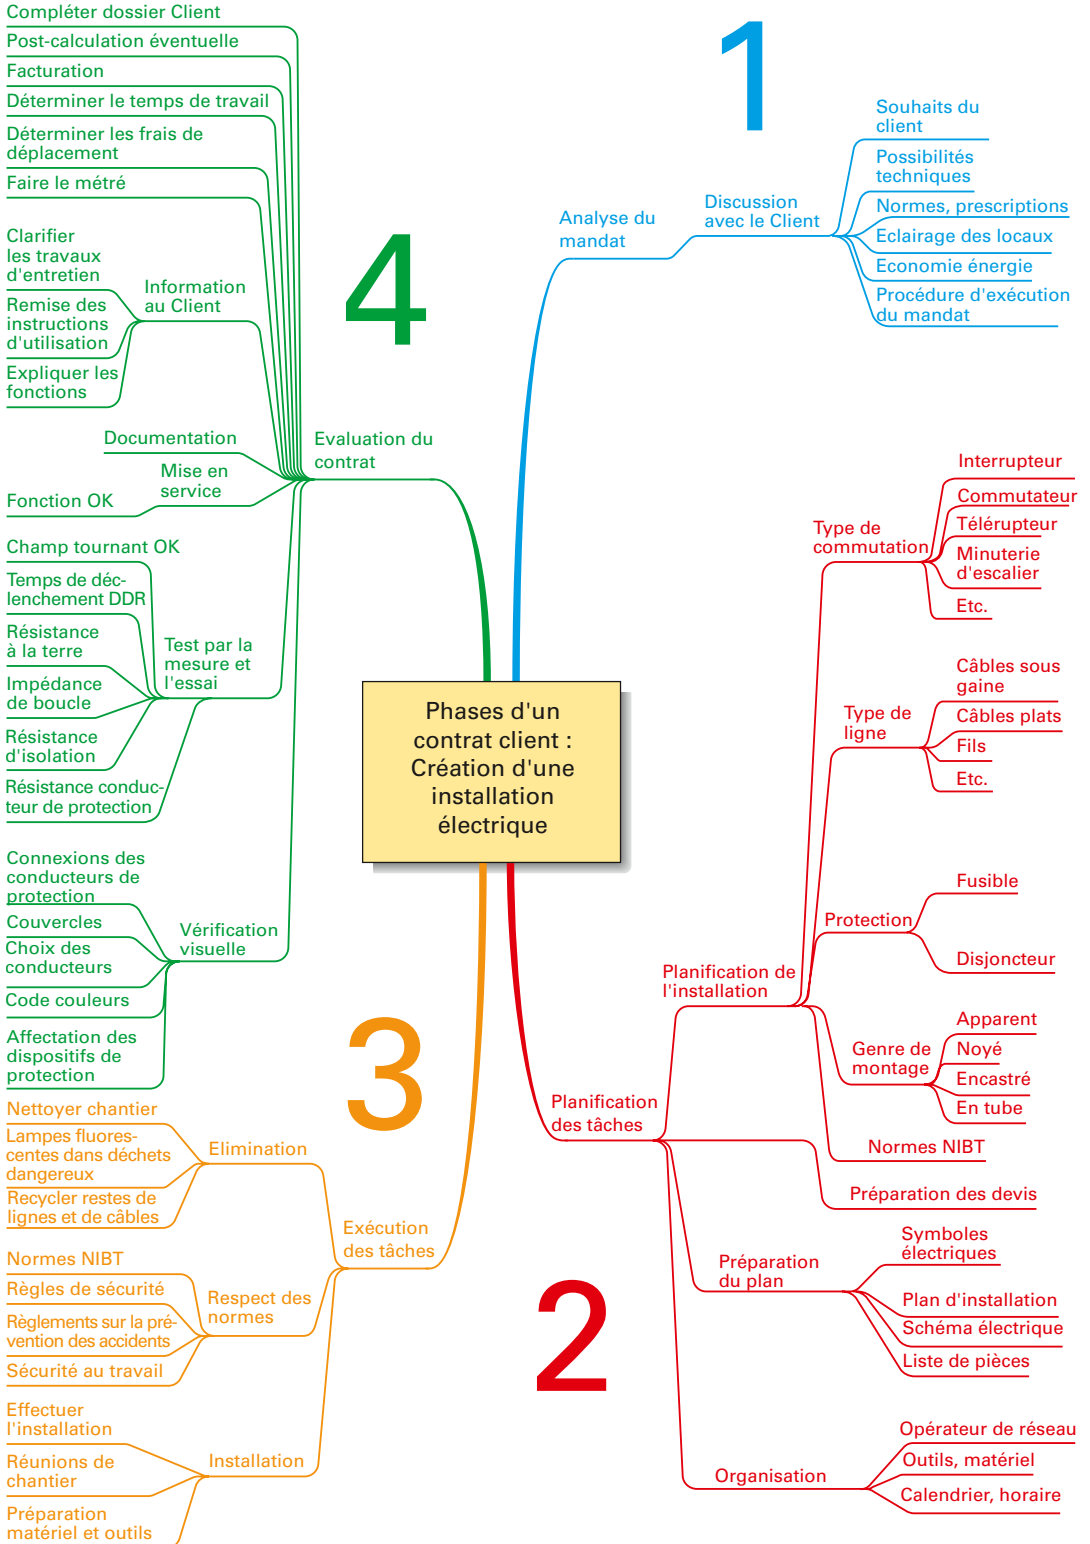 Phases d'un
contrat client :
Création d'une
installation
électrique
1
Analyse du
mandat
Discussion
avec le Client
Souhaits du
client
Possibilités
techniques
Normes, prescriptions
Eclairage des locaux
Economie énergie
Procédure d'exécution
du mandat
2
Planification
des tâches
Planification de
l'installation
Type de
commutation
Interrupteur
Commutateur
Télérupteur
Minuterie
d'escalier
Etc.
Type de
ligne
Câbles sous
gaine
Câbles plats
Fils
Etc.
Protection
Fusible
Disjoncteur
Genre de
montage
Apparent
Noyé
Encastré
En tube
Normes NIBT
Préparation des devis
Préparation
du plan
Symboles
électriques
Plan d'installation
Schéma électrique
Liste de pièces
Organisation
Opérateur de réseau
Outils, matériel
Calendrier, horaire
3
Exécution
des tâches
Elimination
Nettoyer chantier
Lampes fluores-
centes dans déchets
dangereux
Recycler restes de
lignes et de câbles
Respect des
normes
Normes NIBT
Règles de sécurité
Règlements sur la pré-
vention des accidents
Sécurité au travail
Installation
Effectuer
l'installation
Réunions de
chantier
Préparation
matériel et outils
4
Evaluation du
contrat
Compléter dossier Client
Post-calculation éventuelle
Facturation
Déterminer le temps de travail
Déterminer les frais de
déplacement
Faire le métré
Information
au Client
Clarifier
les travaux
d'entretien
Remise des
instructions
d'utilisation
Expliquer les
fonctions
Documentation
Mise en
service
Fonction OK
Test par la
mesure et
l'essai
Champ tournant OK
Temps de déc-
lenchement DDR
Résistance
à la terre
Impédance
de boucle
Résistance
d'isolation
Résistance conduc-
teur de protection
Vérification
visuelle
Connexions des
conducteurs de
protection
Couvercles
Choix des
conducteurs
Code couleurs
Affectation des
dispositifs de
protection